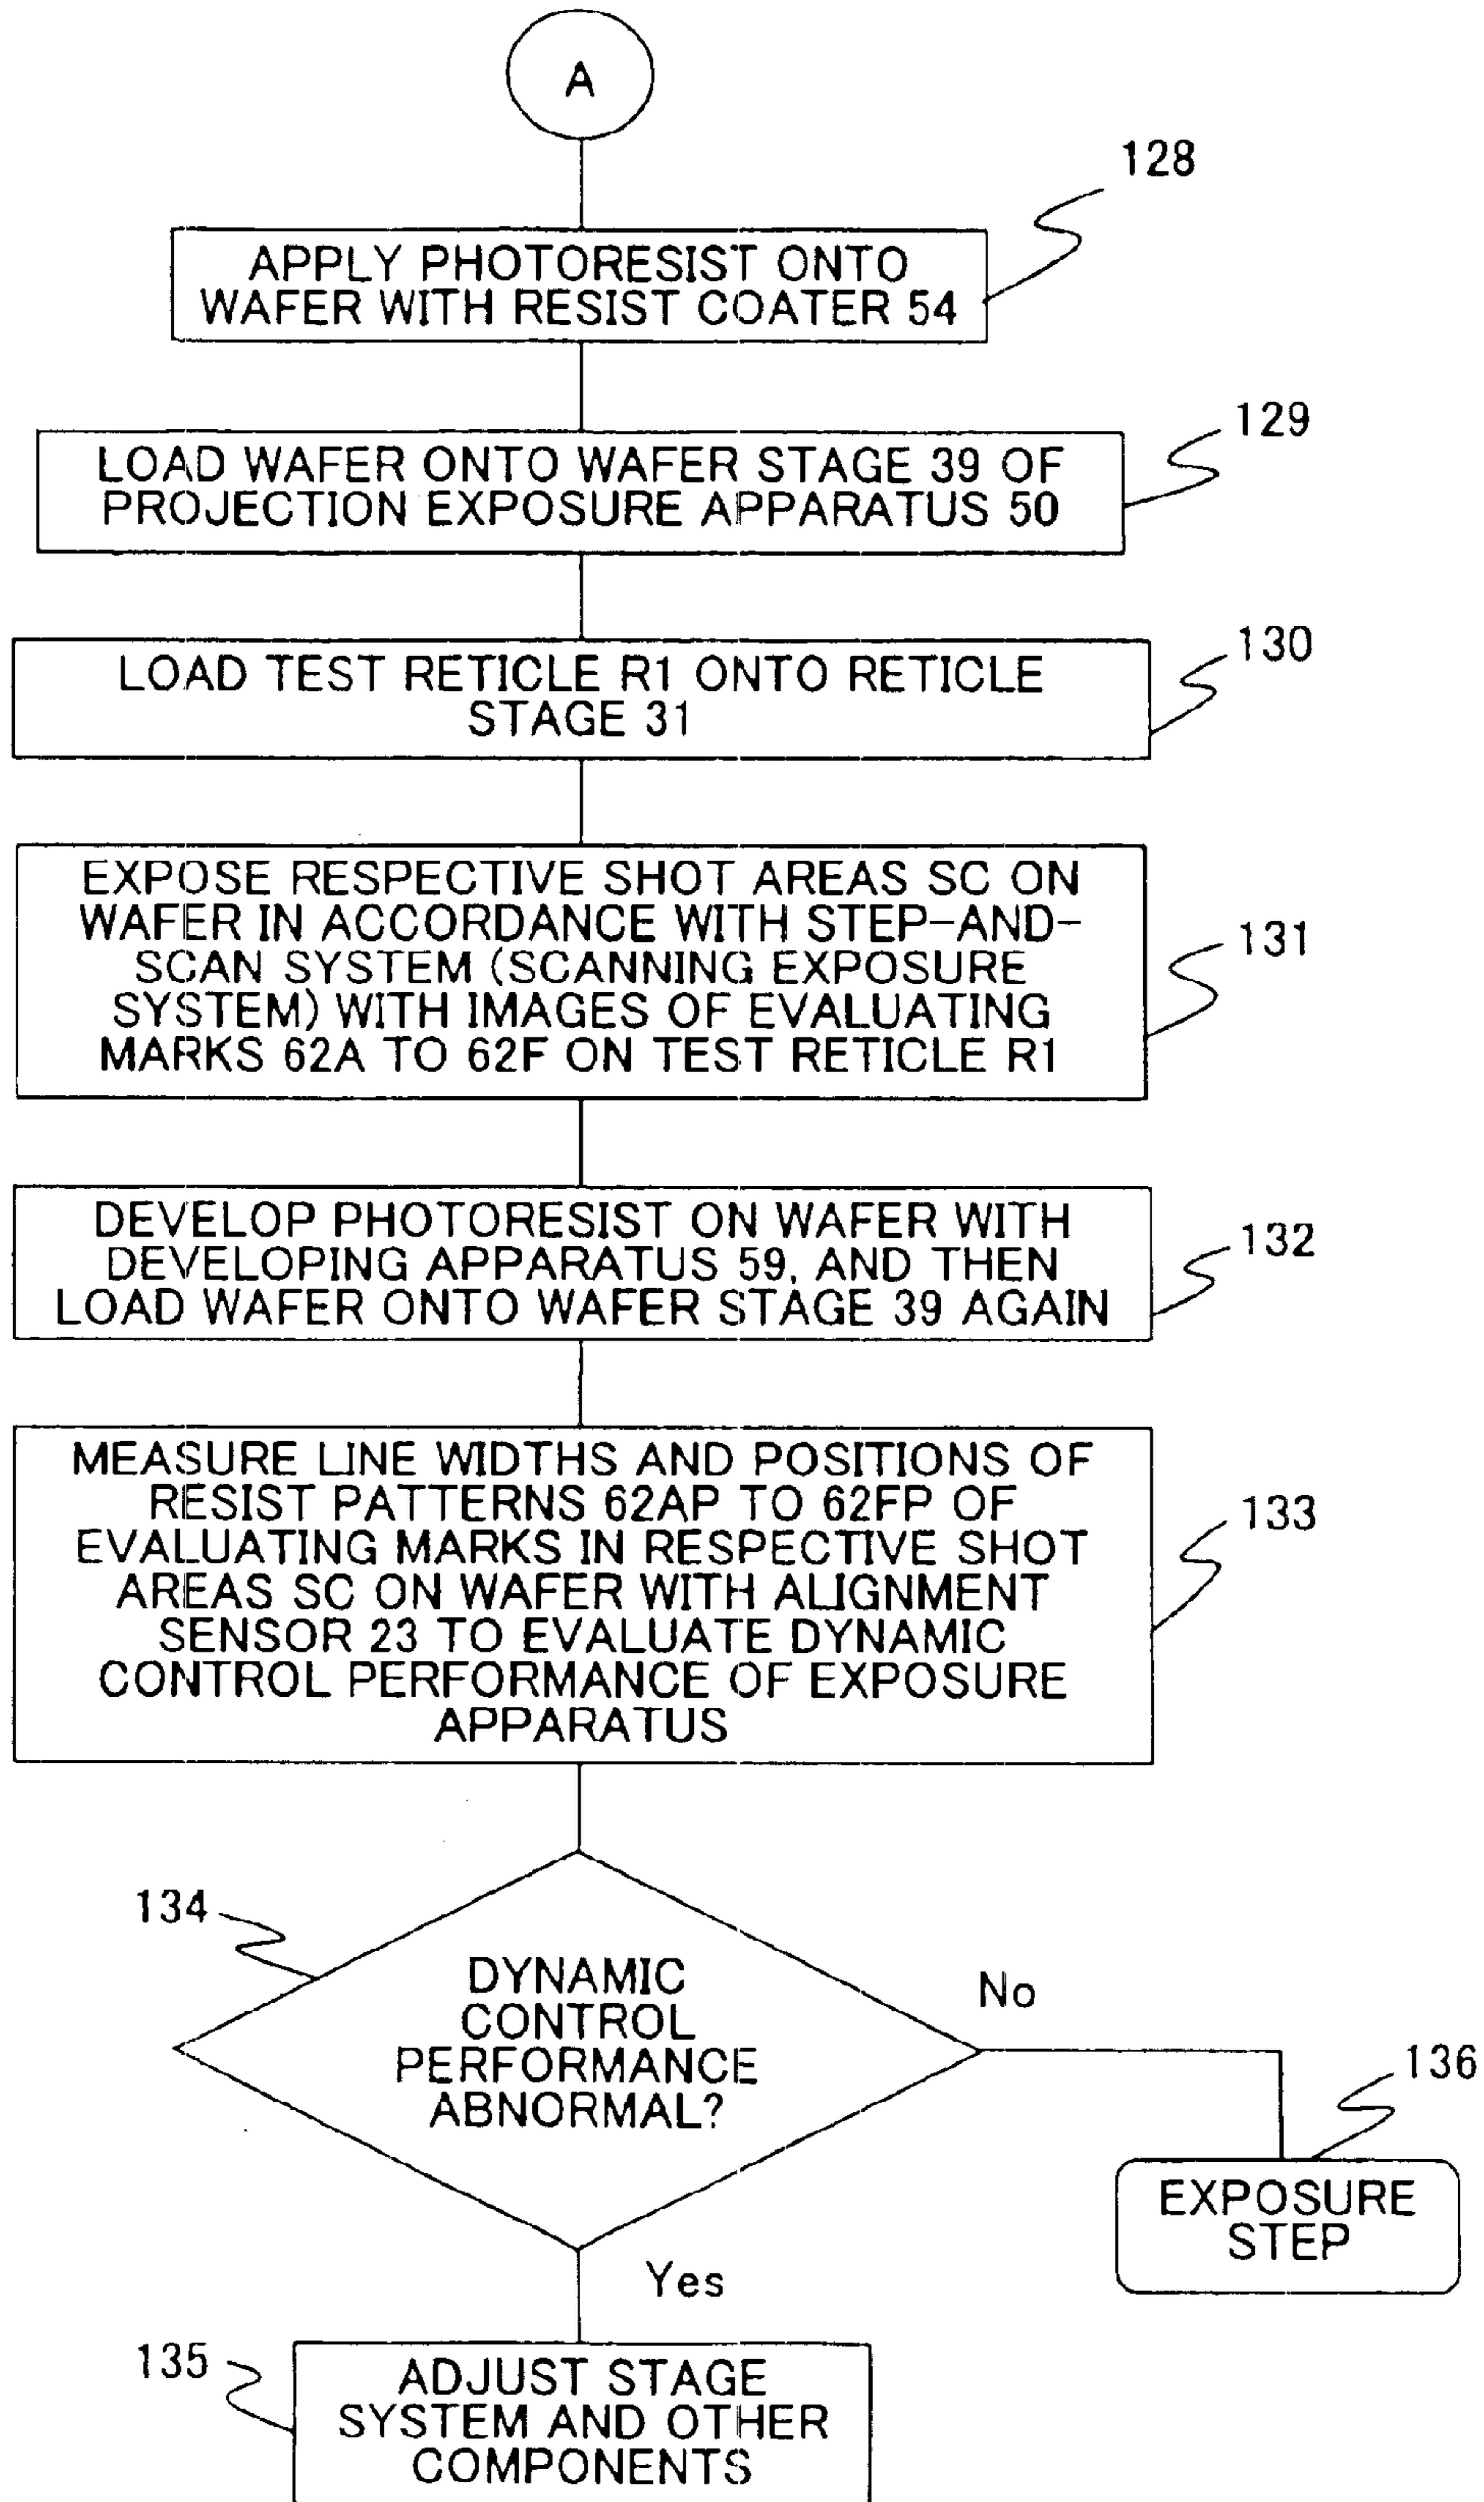 A
128
APPLY PHOTORESIST ONTO
WAFER WITH RESIST COATER 54
129
LOAD WAFER ONTO WAFER STAGE 39 OF
PROJECTION EXPOSURE APPARATUS 50
130
LOAD TEST RETICLE R1 ONTO RETICLE
STAGE 31
131
EXPOSE RESPECTIVE SHOT AREAS SC ON
WAFER IN ACCORDANCE WITH STEP-AND-
SCAN SYSTEM (SCANNING EXPOSURE
SYSTEM) WITH IMAGES OF EVALUATING
MARKS 62A TO 62F ON TEST RETICLE R1
132
DEVELOP PHOTORESIST ON WAFER WITH
DEVELOPING APPARATUS 59, AND THEN
LOAD WAFER ONTO WAFER STAGE 39 AGAIN
133
MEASURE LINE WIDTHS AND POSITIONS OF
RESIST PATTERNS 62AP TO 62FP OF
EVALUATING MARKS IN RESPECTIVE SHOT
AREAS SC ON WAFER WITH ALIGNMENT
SENSOR 23 TO EVALUATE DYNAMIC
CONTROL PERFORMANCE OF EXPOSURE
APPARATUS
134
DYNAMIC
CONTROL
PERFORMANCE
ABNORMAL?
No
136
EXPOSURE
STEP
Yes
135
ADJUST STAGE
SYSTEM AND OTHER
COMPONENTS